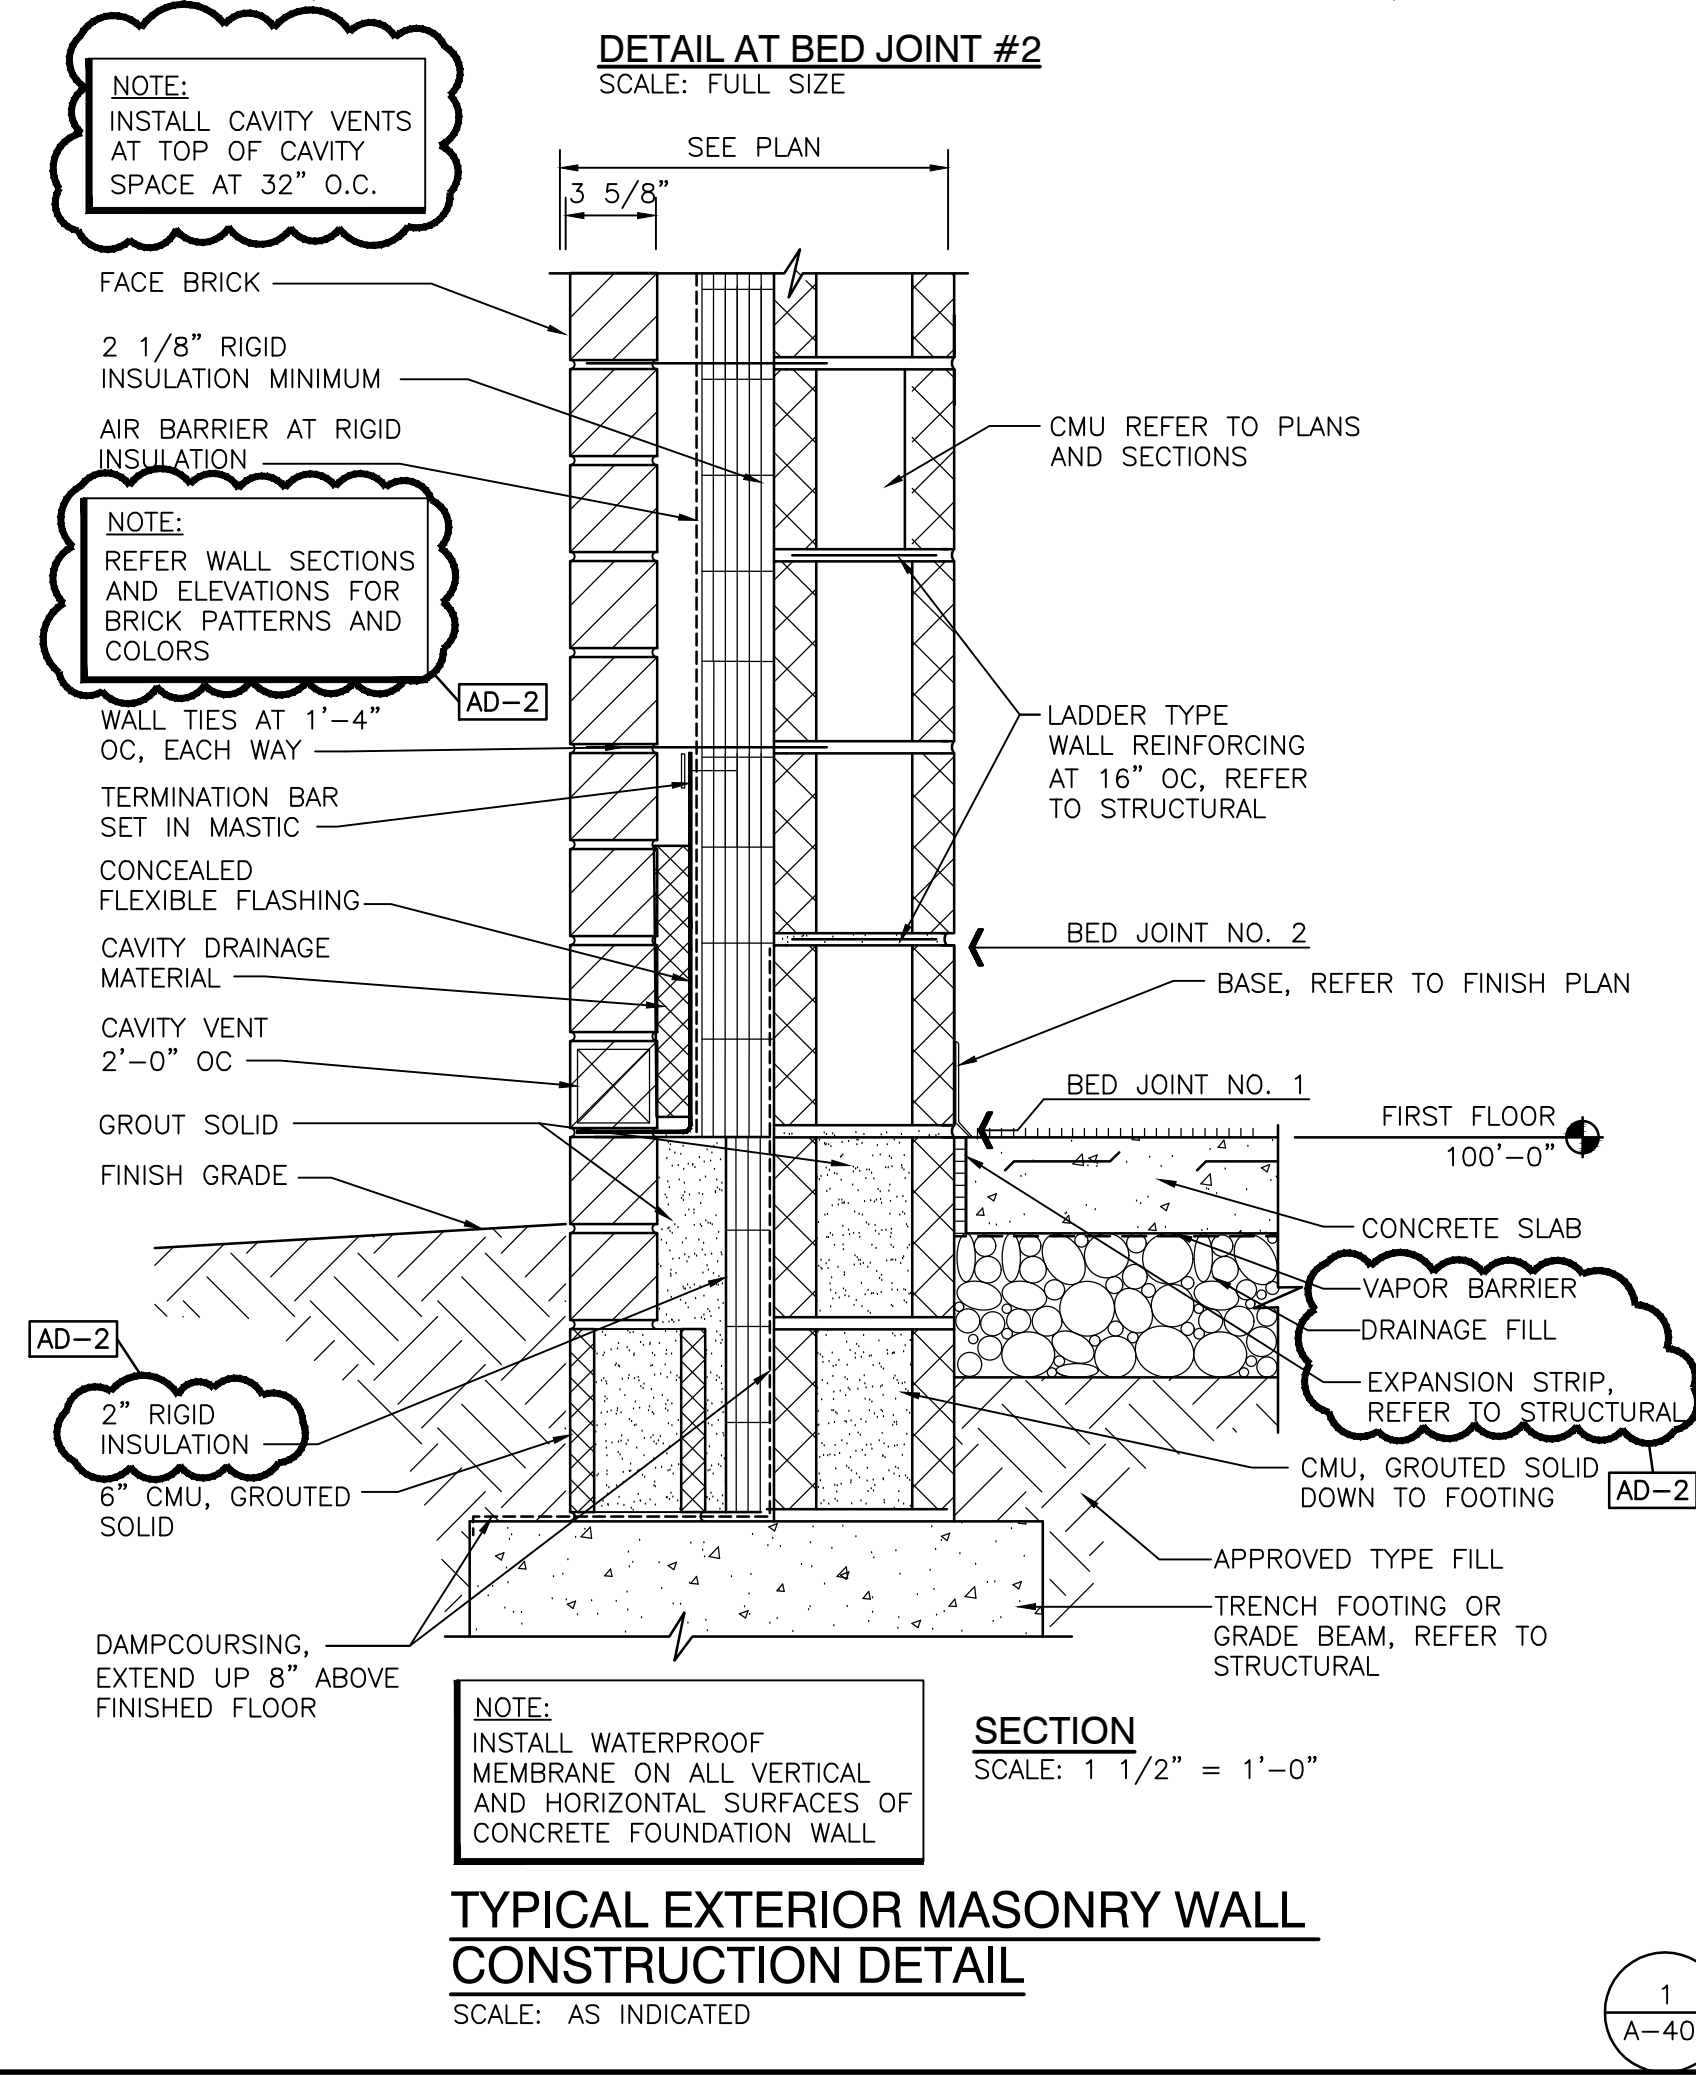 DETAIL AT BED JOINT #2
SCALE: FULL SIZE
NOTE:
INSTALL CAVITY VENTS
AT TOP OF CAVITY
SPACE AT 32" O.C.
SEE PLAN
3 5/8"
FACE BRICK
2 1/8" RIGID
INSULATION MINIMUM
AIR BARRIER AT RIGID
INSULATION
NOTE:
REFER WALL SECTIONS
AND ELEVATIONS FOR
BRICK PATTERNS AND
COLORS
AD-2
WALL TIES AT 1'-4"
OC, EACH WAY
TERMINATION BAR
SET IN MASTIC
CONCEALED
FLEXIBLE FLASHING
CAVITY DRAINAGE
MATERIAL
CAVITY VENT
2'-0" OC
GROUT SOLID
FINISH GRADE
AD-2
2" RIGID
INSULATION
6" CMU, GROUTED
SOLID
DAMPCOURSING,
EXTEND UP 8" ABOVE
FINISHED FLOOR
CMU REFER TO PLANS
AND SECTIONS
LADDER TYPE
WALL REINFORCING
AT 16" OC, REFER
TO STRUCTURAL
BED JOINT NO. 2
BASE, REFER TO FINISH PLAN
BED JOINT NO. 1
FIRST FLOOR
100'-0"
CONCRETE SLAB
VAPOR BARRIER
DRAINAGE FILL
EXPANSION STRIP,
REFER TO STRUCTURAL
AD-2
CMU, GROUTED SOLID
DOWN TO FOOTING
APPROVED TYPE FILL
TRENCH FOOTING OR
GRADE BEAM, REFER TO
STRUCTURAL
NOTE:
INSTALL WATERPROOF
MEMBRANE ON ALL VERTICAL
AND HORIZONTAL SURFACES OF
CONCRETE FOUNDATION WALL
SECTION
SCALE: 1 1/2" = 1'-0"
TYPICAL EXTERIOR MASONRY WALL
CONSTRUCTION DETAIL
SCALE: AS INDICATED
1
A-40